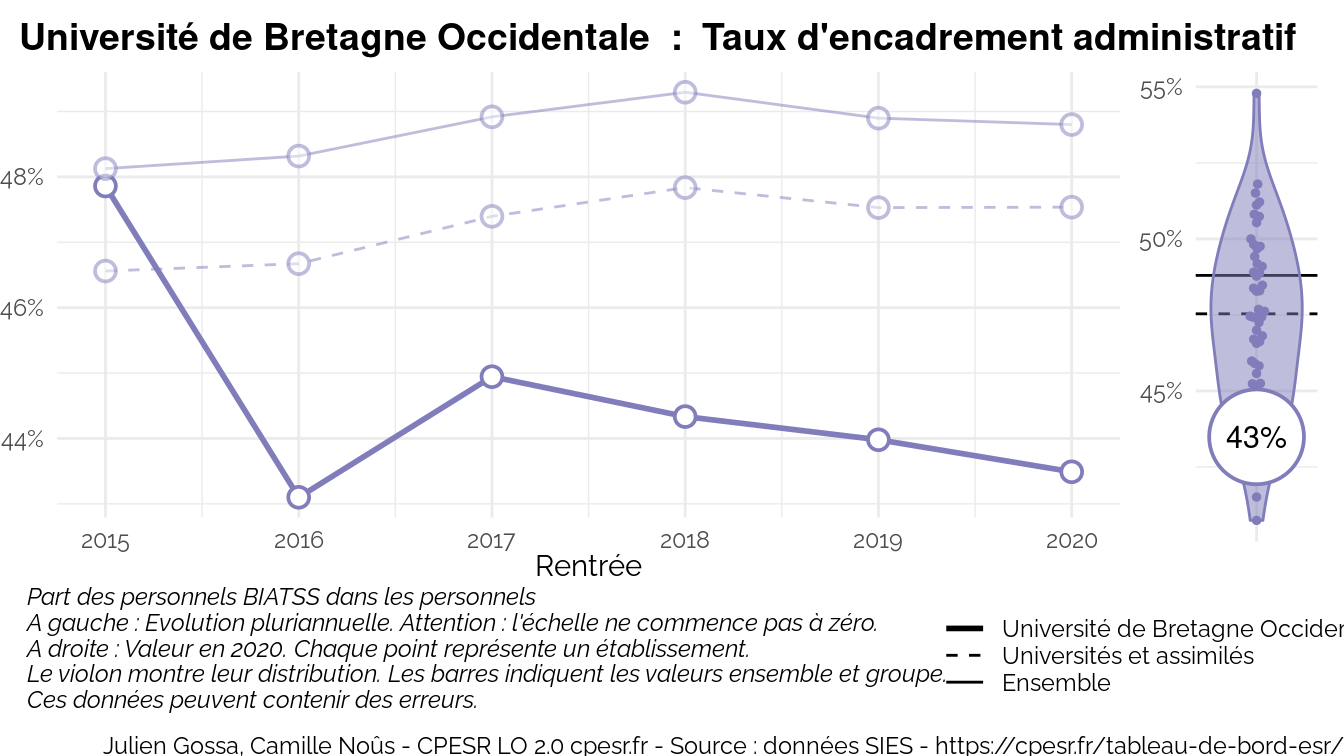 Université de Bretagne Occidentale : Taux d'encadrement administratif
48%
46%
44%
2015 2016 2017 2018 2019 2020
Rentrée
55%
50%
45%
43%
Part des personnels BIATSS dans les personnels
A gauche : Evolution pluriannuelle. Attention : l'échelle ne commence pas à zéro.
A droite : Valeur en 2020. Chaque point représente un établissement.
Le violon montre leur distribution. Les barres indiquent les valeurs ensemble et groupe.
Ces données peuvent contenir des erreurs.
Université de Bretagne Occiden
Universités et assimilés
Ensemble
Julien Gossa, Camille Noûs - CPESR LO 2.0 cpesr.fr - Source : données SIES - https://cpesr.fr/tableau-de-bord-esr/